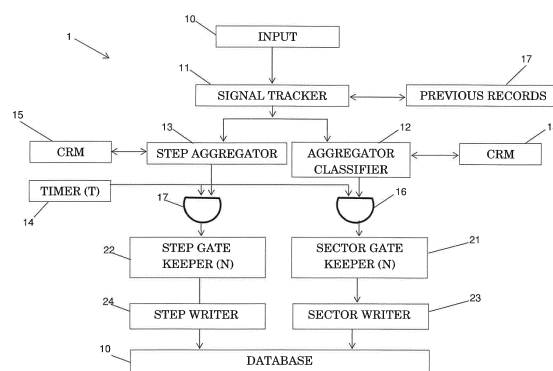 10
INPUT
1
11
SIGNAL TRACKER
17
PREVIOUS RECORDS
15
CRM
13
STEP AGGREGATOR
12
AGGREGATOR
CLASSIFIER
CRM
TIMER (T)
14
17
16
22
STEP GATE
KEEPER (N)
SECTOR GATE
KEEPER (N)
21
24
STEP WRITER
SECTOR WRITER
23
10
DATABASE